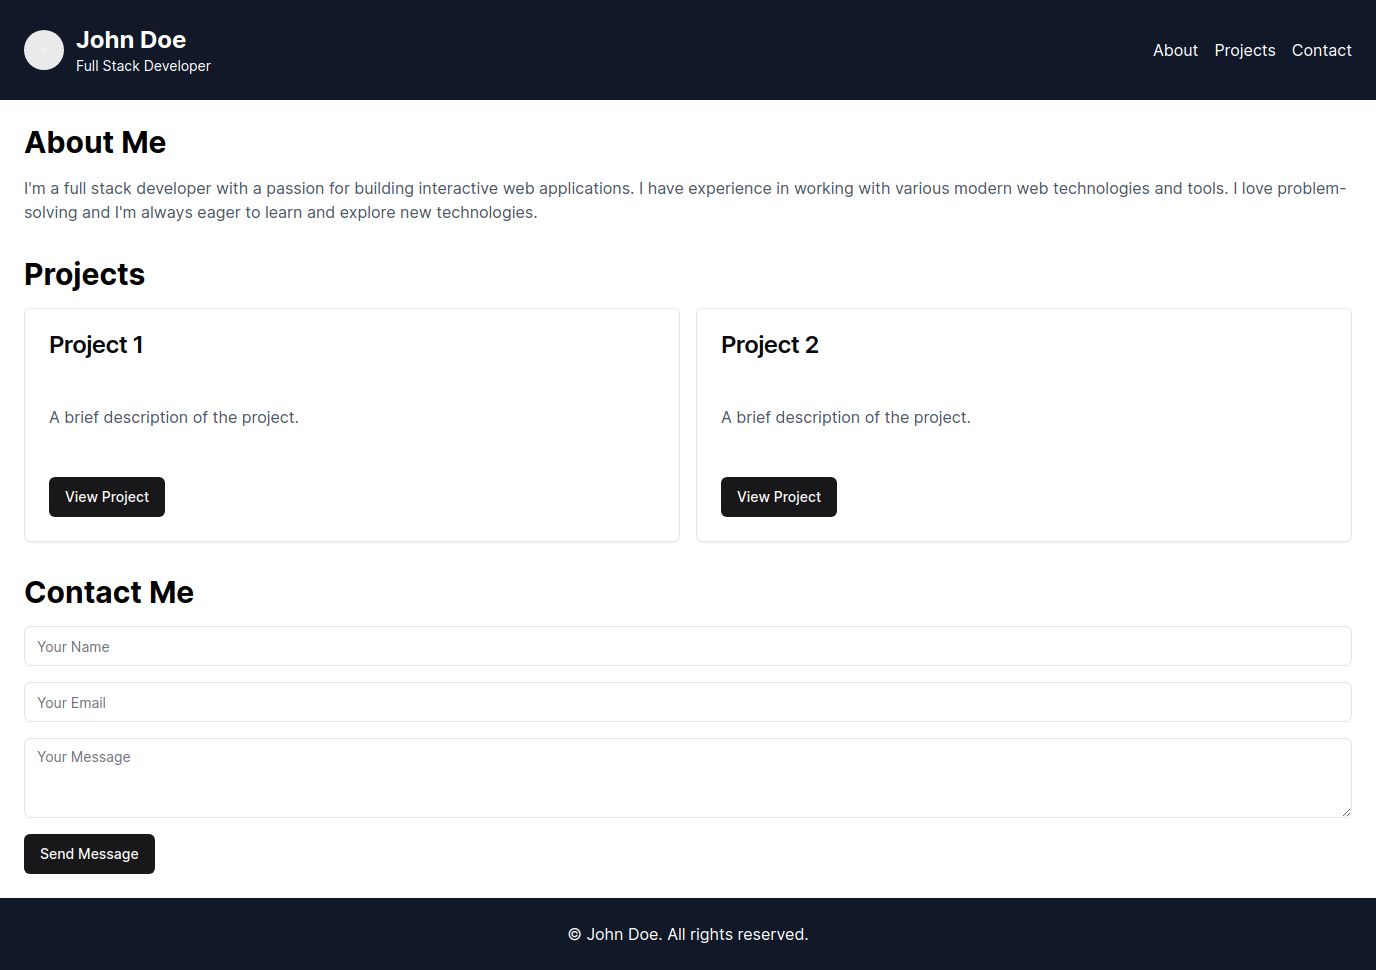 John Doe
Full Stack Developer
About Projects Contact
About Me
I'm a full stack developer with a passion for building interactive web applications. I have experience in working with various modern web technologies and tools. I love problem-
solving and I'm always eager to learn and explore new technologies.
Projects
Project 1
A brief description of the project.
View Project
Project 2
A brief description of the project.
View Project
Contact Me
Your Name
Your Email
Your Message
Send Message
© John Doe. All rights reserved.